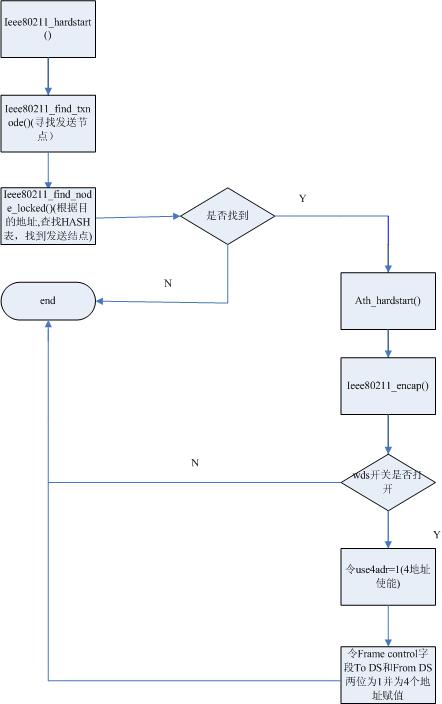 Ieee80211_hardstart
()
Ieee80211_find_txn
ode()(寻找发送节
点）
Ieee80211_find_nod
e_locked()(根据目
的地址,查找HASH
表，找到发送结点)
是否找到
Y
N
end
Ath_hardstart()
Ieee80211_encap()
wds开关是否打
开
N
Y
令use4adr=1(4地址
使能)
令Frame control字
段To DS和From DS
两位为1并为4个地
址赋值